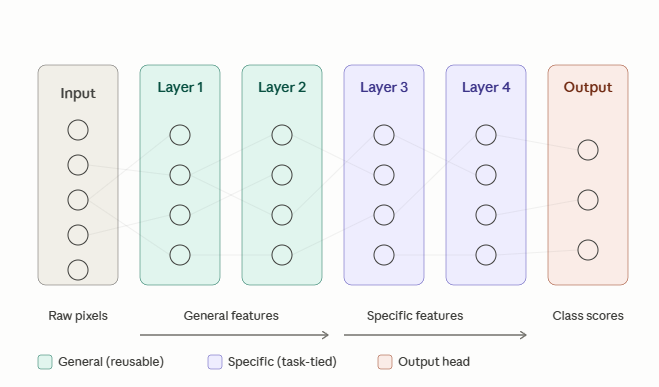 Input
Layer 1
Layer 2
Layer 3
Layer 4
Output
Raw pixels
General features
Specific features
Class scores
General (reusable)
Specific (task-tied)
Output head